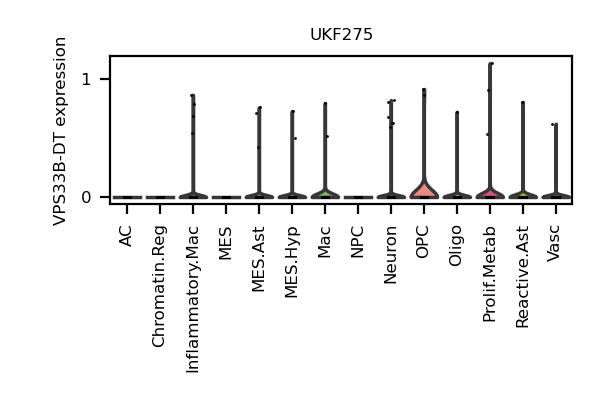 UKF275
VPS33B-DT expression
1
0
AC
Chromatin.Reg
Inflammatory.Mac
MES
MES.Ast
MES.Hyp
Mac
NPC
Neuron
OPC
Oligo
Prolif.Metab
Reactive.Ast
Vasc